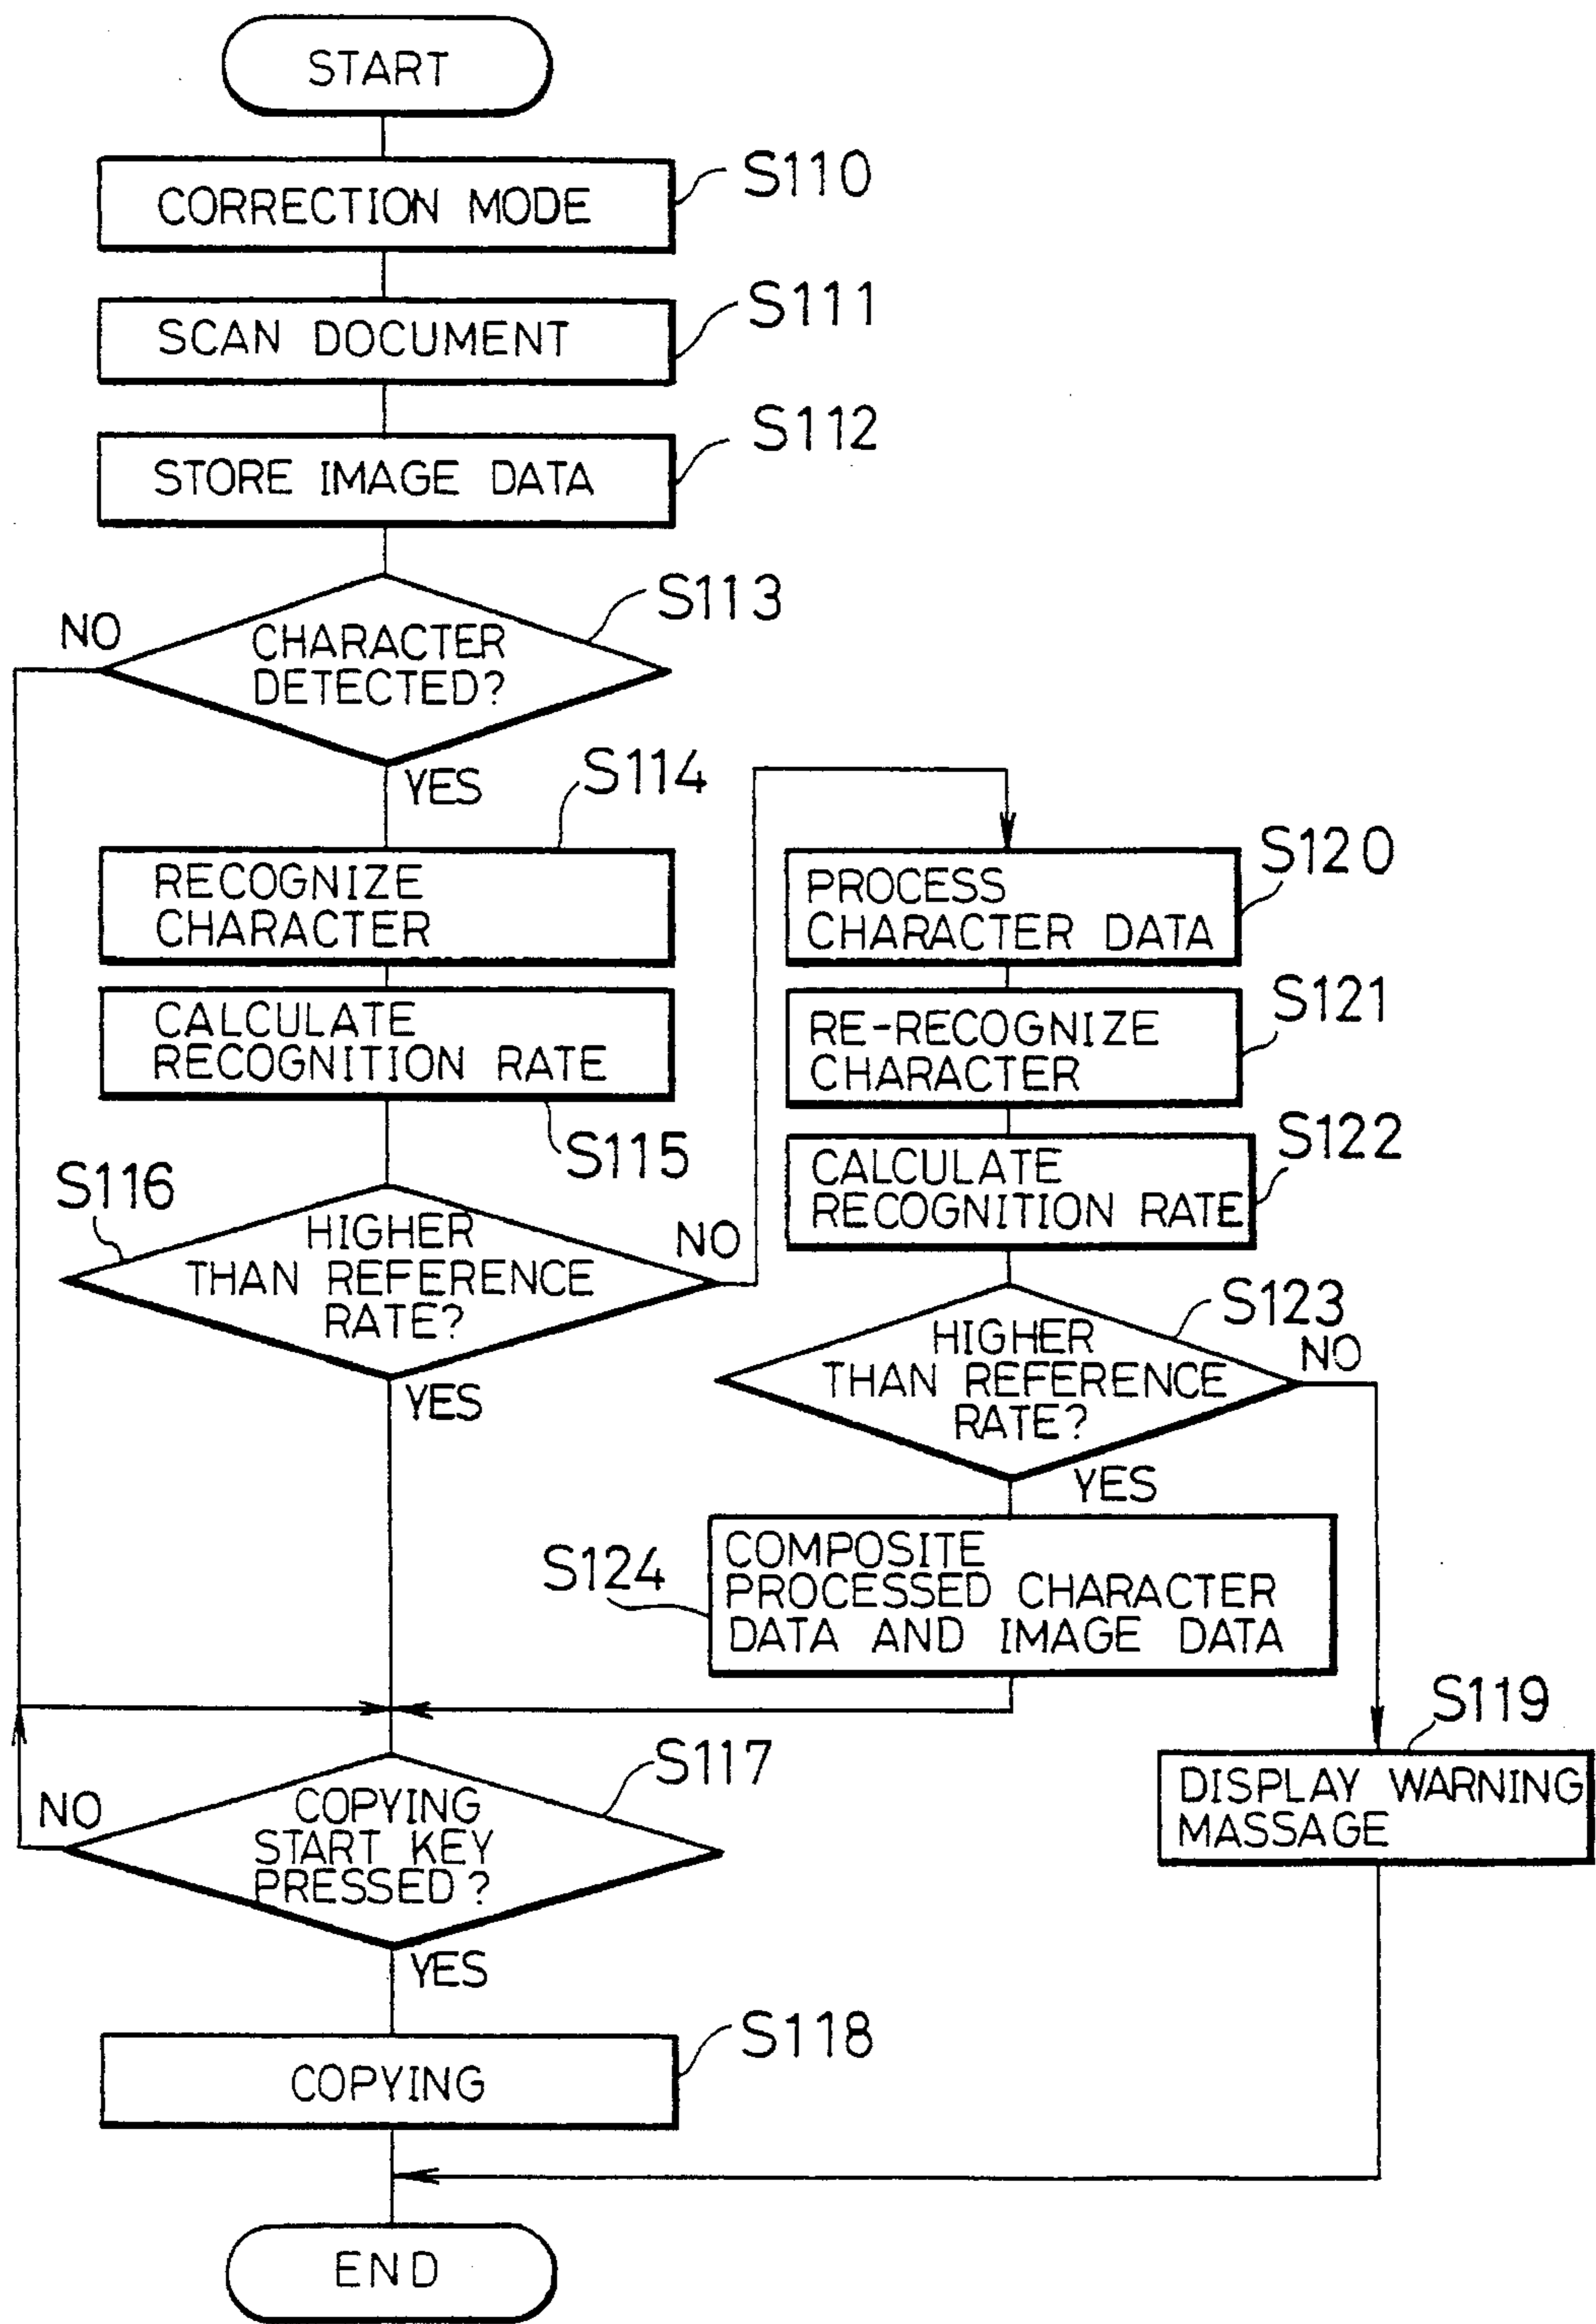 START
CORRECTION MODE
S110
SCAN DOCUMENT
S111
STORE IMAGE DATA
S112
CHARACTER
DETECTED?
S113
NO
YES
RECOGNIZE
CHARACTER
S114
CALCULATE
RECOGNITION RATE
S115
HIGHER
THAN REFERENCE
RATE?
S116
NO
YES
PROCESS
CHARACTER DATA
S120
RE-RECOGNIZE
CHARACTER
S121
CALCULATE
RECOGNITION RATE
S122
HIGHER
THAN REFERENCE
RATE?
S123
NO
YES
COMPOSITE
PROCESSED CHARACTER
DATA AND IMAGE DATA
S124
DISPLAY WARNING
MASSAGE
S119
COPYING
START KEY
PRESSED?
S117
NO
YES
COPYING
S118
END